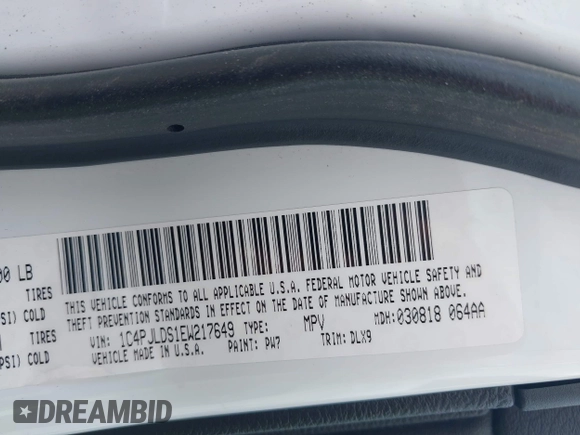 00 LB
TIRES
SI) COLD
TIRES
PSI) COLD
THIS VEHICLE CONFORMS TO ALL APPLICABLE U.S.A. FEDERAL MOTOR VEHICLE SAFETY AND
THEFT PREVENTION STANDARDS IN EFFECT ON THE DATE OF MANUFACTURE SHOWN ABOVE.
VIN: 1C4PJLDS1EW217649 TYPE: MPV MDH:030818 064AA
VEHICLE MADE IN U.S.A. PAINT: PW7 TRIM: DLX9
DREAMBID